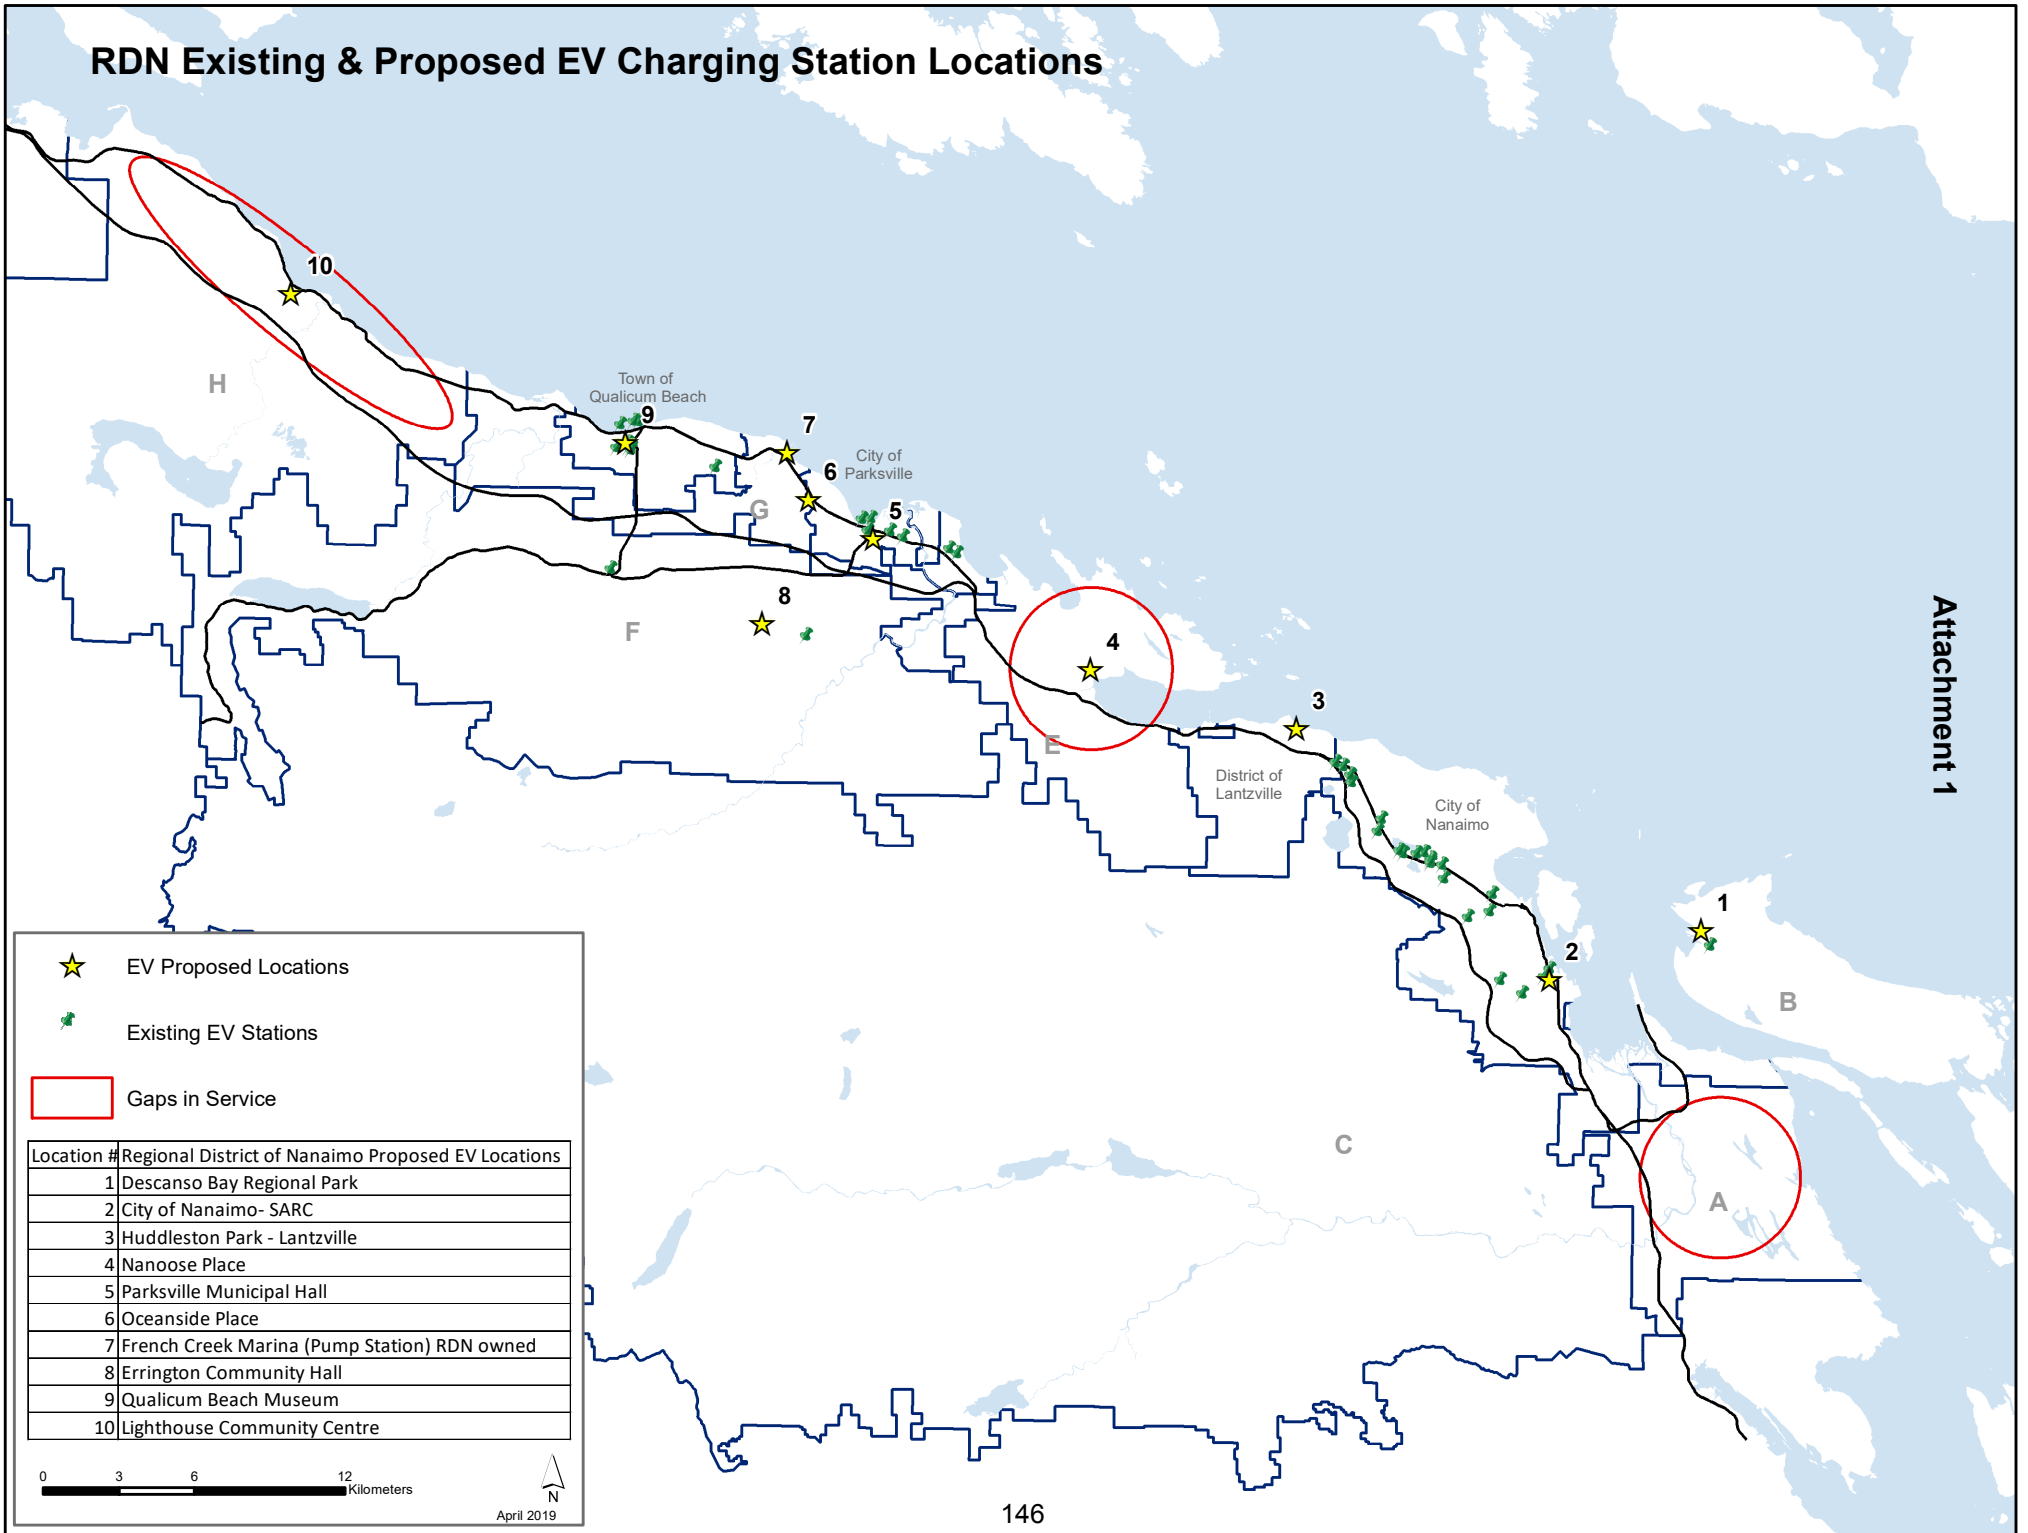 RDN Existing & Proposed EV Charging Station Locations
10
H
Town of
Qualicum Beach
9
7
6
City of
Parksville
G
5
8
F
4
E
3
District of
Lantzville
City of
Nanaimo
1
2
B
C
A
Attachment 1
EV Proposed Locations
Existing EV Stations
Gaps in Service
Location # Regional District of Nanaimo Proposed EV Locations
1 Descanso Bay Regional Park
2 City of Nanaimo- SARC
3 Huddleston Park - Lantzville
4 Nanoose Place
5 Parksville Municipal Hall
6 Oceanside Place
7 French Creek Marina (Pump Station) RDN owned
8 Errington Community Hall
9 Qualicum Beach Museum
10 Lighthouse Community Centre
0 3 6 12
Kilometers
N
April 2019
146